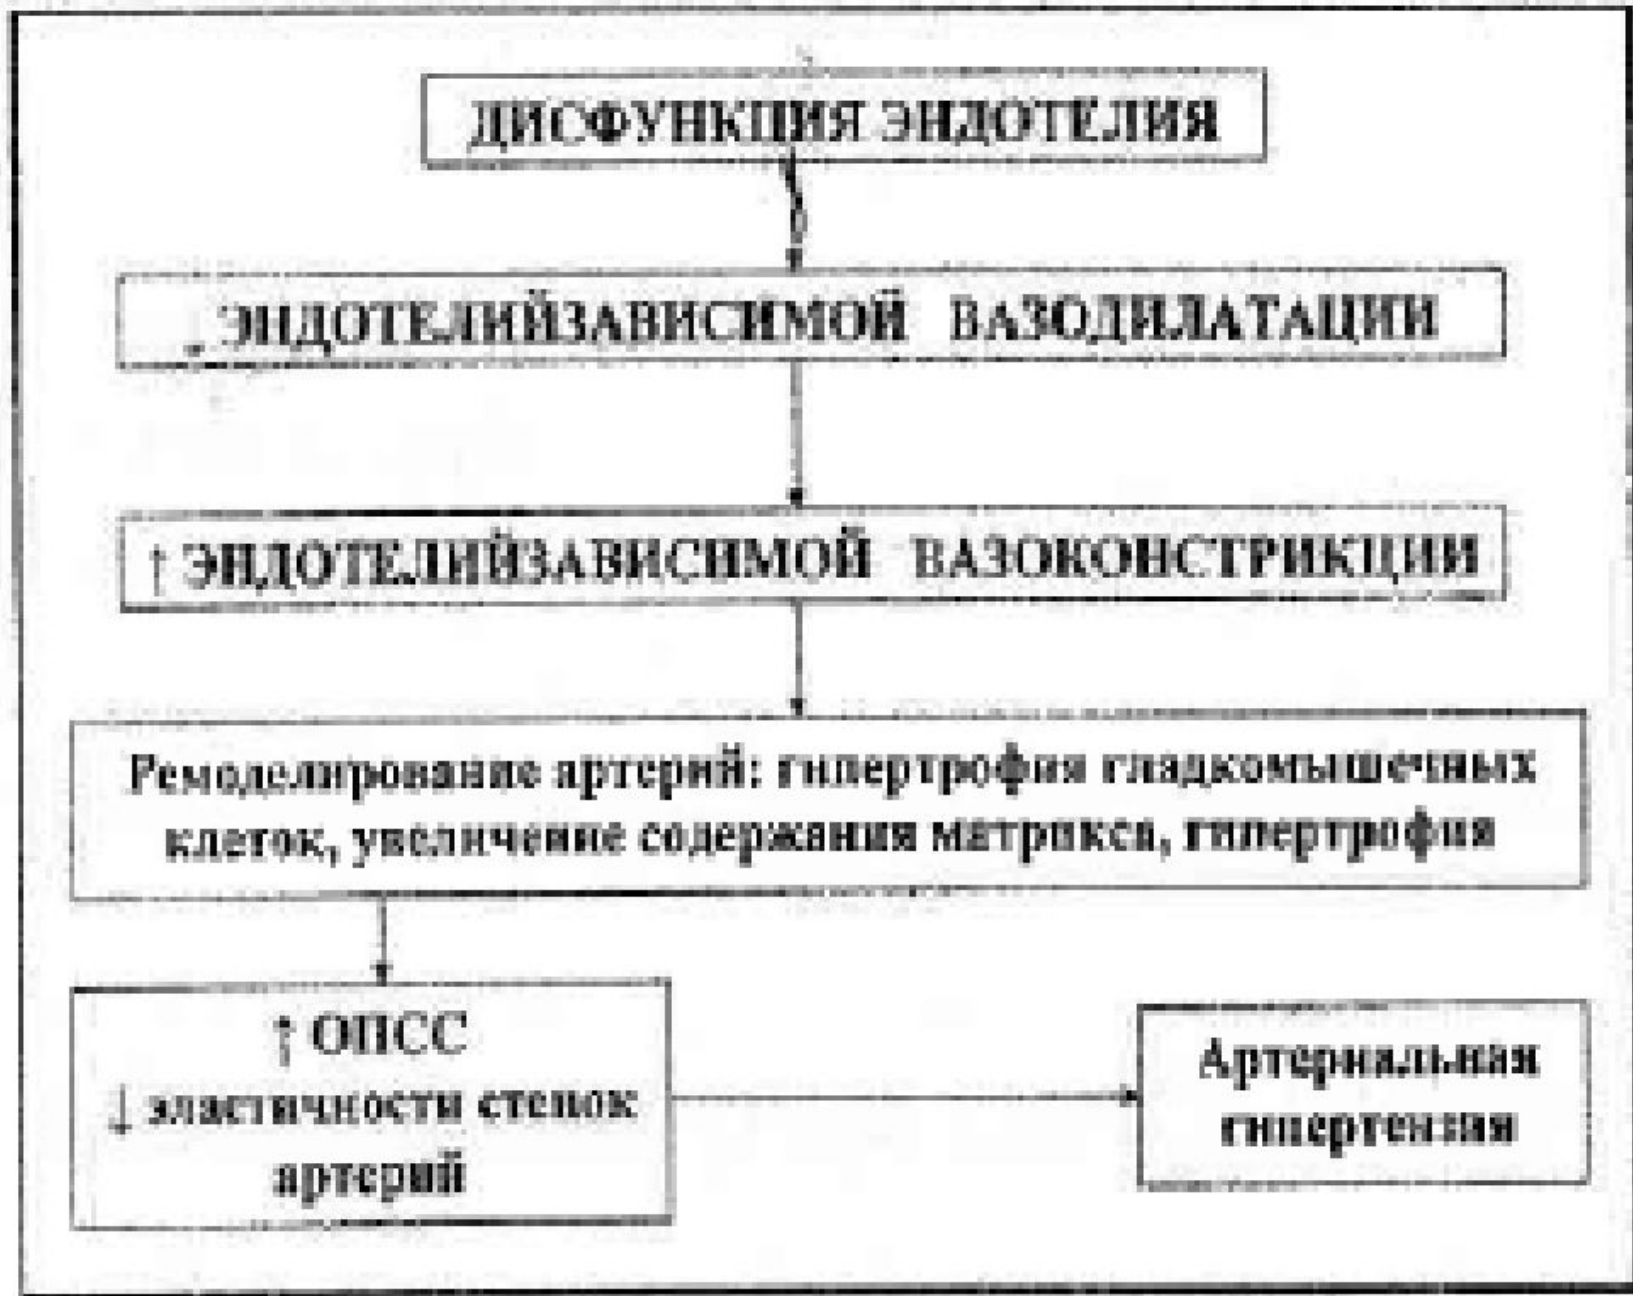 ДИСФУНКЦИЯ ЭНДОТЕЛИЯ
↓ ЭНДОТЕЛИЙЗАВИСИМОЙ ВАЗОДИЛАТАЦИИ
↑ ЭНДОТЕЛИЙЗАВИСИМОЙ ВАЗОКОНСТРИКЦИИ
Ремоделирование артерий: гипертрофия гладкомышечных
клеток, увеличение содержания матрикса, гипертрофия
↑ ОПСС
↓ эластичности стенок
артерий
Артериальная
гипертензия